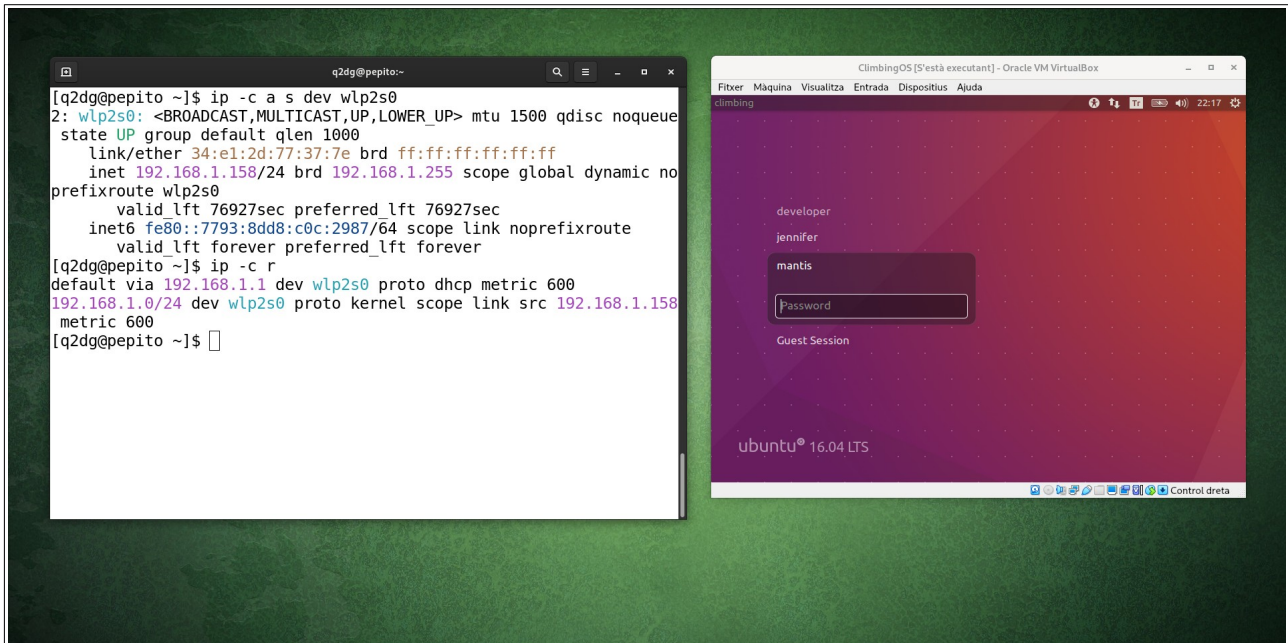 q2dg@pepito:~
[q2dg@pepito ~]$ ip -c a s dev wlp2s0
2: wlp2s0: <BROADCAST,MULTICAST,UP,LOWER_UP> mtu 1500 qdisc noqueue
 state UP group default qlen 1000
    link/ether 34:e1:2d:77:37:7e brd ff:ff:ff:ff:ff:ff
    inet 192.168.1.158/24 brd 192.168.1.255 scope global dynamic no
prefixroute wlp2s0
       valid_lft 76927sec preferred_lft 76927sec
    inet6 fe80::7793:8dd8:c0c:2987/64 scope link noprefixroute
       valid_lft forever preferred_lft forever
[q2dg@pepito ~]$ ip -c r
default via 192.168.1.1 dev wlp2s0 proto dhcp metric 600
192.168.1.0/24 dev wlp2s0 proto kernel scope link src 192.168.1.158
 metric 600
[q2dg@pepito ~]$
ClimbingOS [S'està executant] - Oracle VM VirtualBox
Fitxer Màquina Visualitza Entrada Dispositius Ajuda
climbing Tr 22:17
developer
jennifer
mantis
Password
Guest Session
ubuntu® 16.04 LTS
Control dreta